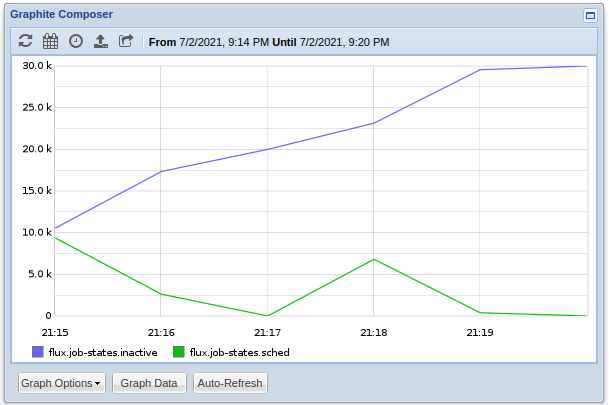 Graphite Composer
From 7/2/2021, 9:14 PM Until 7/2/2021, 9:20 PM
30.0 k
25.0 k
20.0 k
15.0 k
10.0 k
5.0 k
0
21:15 21:16 21:17 21:18 21:19
flux.job-states.inactive flux.job-states.sched
Graph Options Graph Data Auto-Refresh